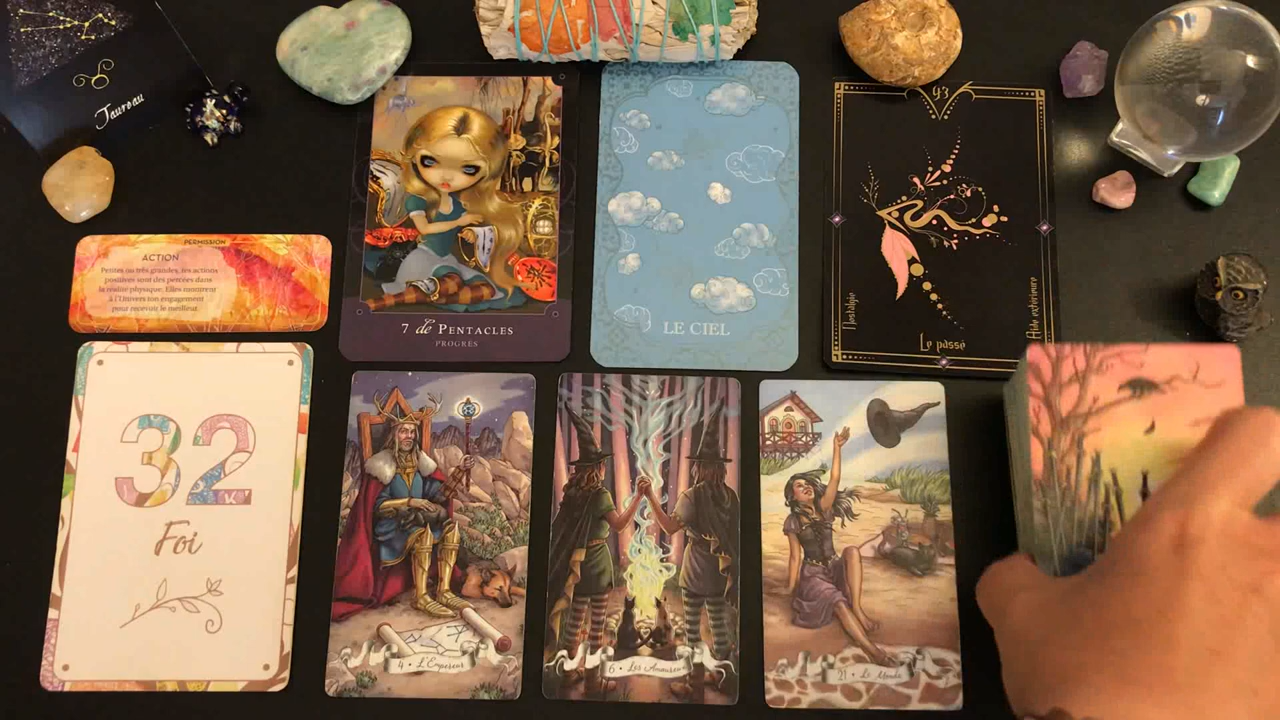 Taureau
PERMISSION
ACTION
Petites ou très grandes, tes actions
positives sont des percées dans
la réalité physique. Elles montrent
à l'Univers ton engagement
pour recevoir le meilleur
7 de PENTACLES
PROGRÈS
LE CIEL
43
Nostalgie
Le passé
Aide extérieure
32
Foi
4 • L'Empereur
6 • Les Amoureux
21 • Le Monde